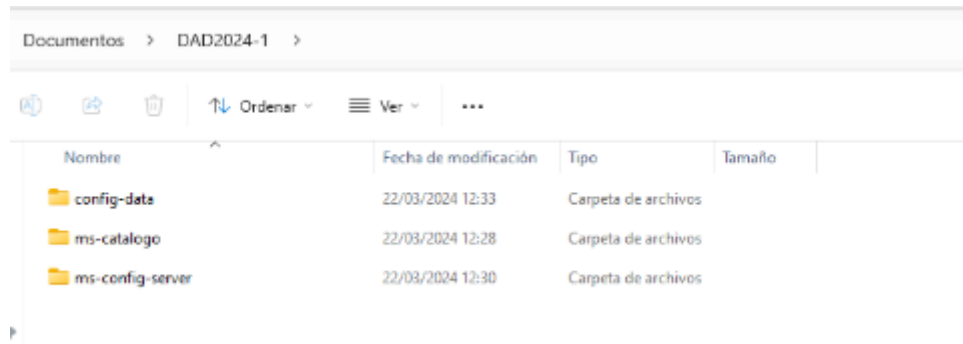 Documentos > DAD2024-1 >
Ordenar Ver ...
Nombre Fecha de modificación Tipo Tamaño
config-data 22/03/2024 12:33 Carpeta de archivos
ms-catalogo 22/03/2024 12:28 Carpeta de archivos
ms-config-server 22/03/2024 12:30 Carpeta de archivos